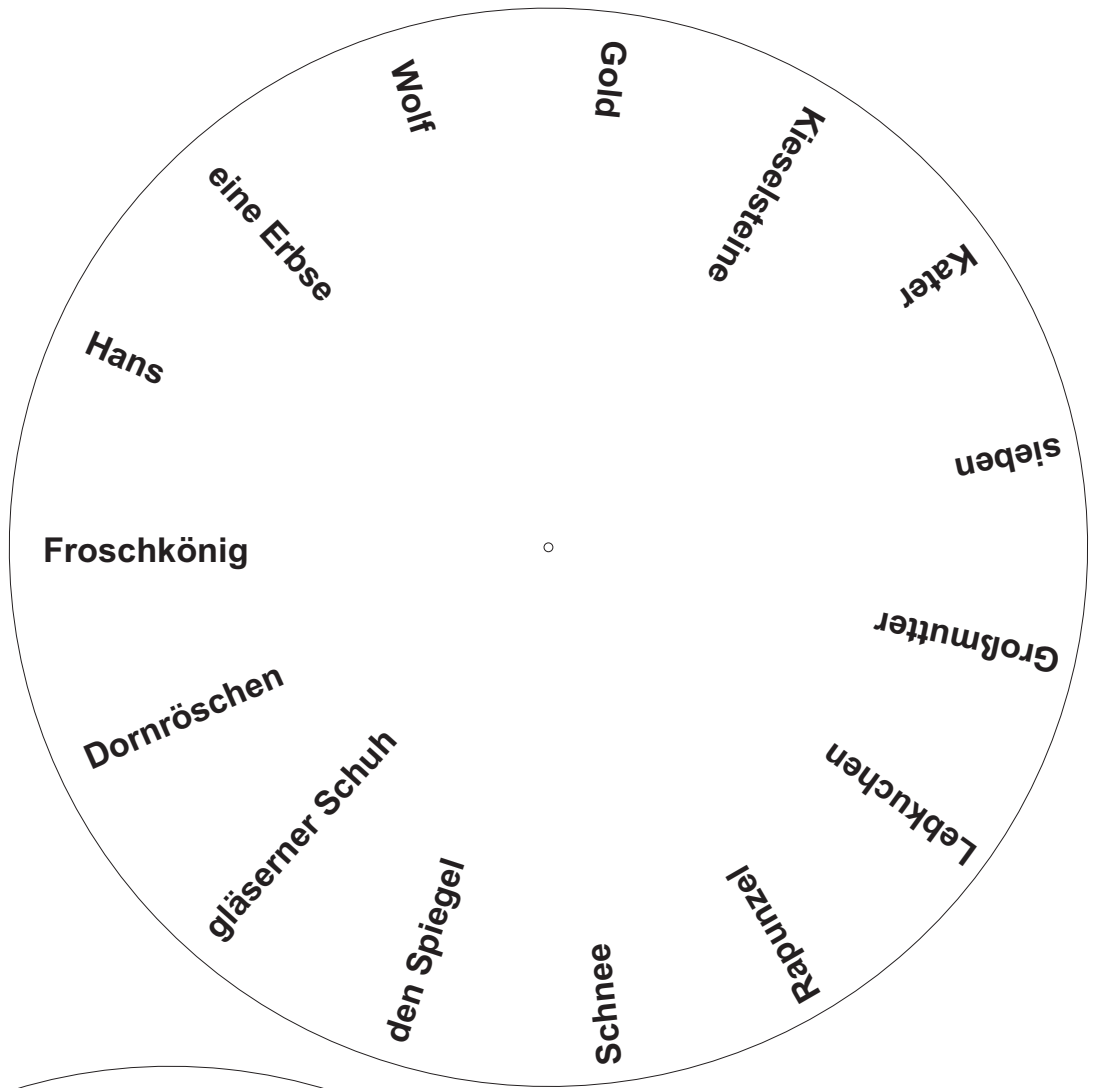 Gold
Kieselsteine
Kater
sieben
Großmutter
Lebkuchen
Rapunzel
Schnee
den Spiegel
gläserner Schuh
Dornröschen
Froschkönig
Hans
eine Erbse
Wolf